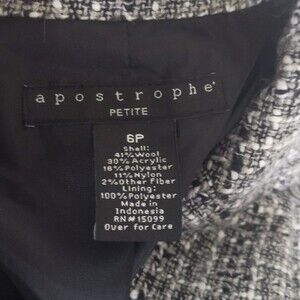 apostrophe
PETITE
6P
Shell:
41% Wool
30% Acrylic
16% Polyester
11% Nylon
2% Other Fiber
Lining:
100% Polyester
Made in
Indonesia
RN# 15099
Over for Care